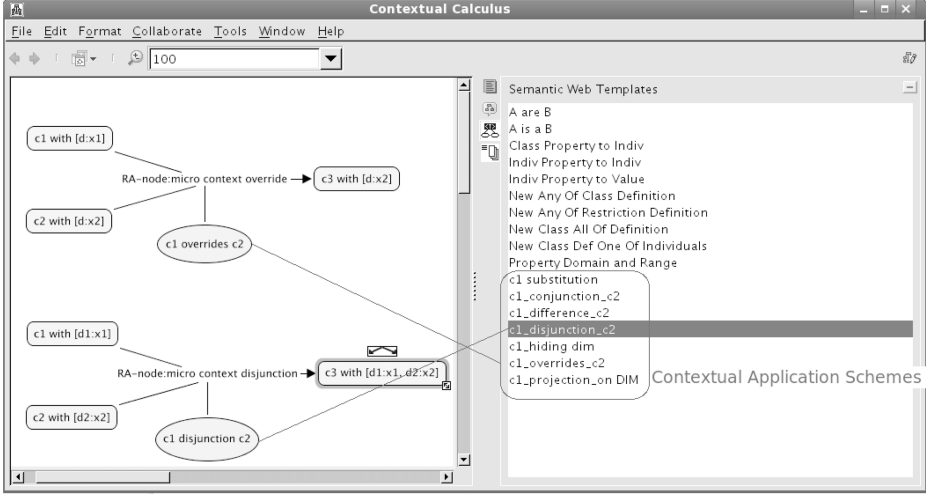 Contextual Calculus
File Edit Format Collaborate Tools Window Help
100
c1 with [d:x1]
RA-node:micro context override
c3 with [d:x2]
c2 with [d:x2]
c1 overrides c2
c1 with [d1:x1]
RA-node:micro context disjunction
c3 with [d1:x1, d2:x2]
c2 with [d2:x2]
c1 disjunction c2
Semantic Web Templates
A are B
A is a B
Class Property to Indiv
Indiv Property to Indiv
Indiv Property to Value
New Any Of Class Definition
New Any Of Restriction Definition
New Class All Of Definition
New Class Def One Of Individuals
Property Domain and Range
c1 substitution
c1_conjunction_c2
c1_difference_c2
c1_disjunction_c2
c1_hiding dim
c1_overrides_c2
c1_projection_on DIM
Contextual Application Schemes